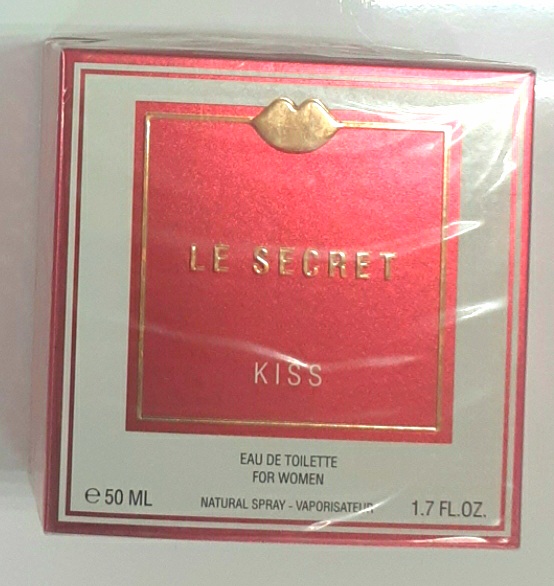 LE SECRET
KISS
EAU DE TOILETTE
FOR WOMEN
℮ 50 ML NATURAL SPRAY - VAPORISATEUR 1.7 FL.OZ.